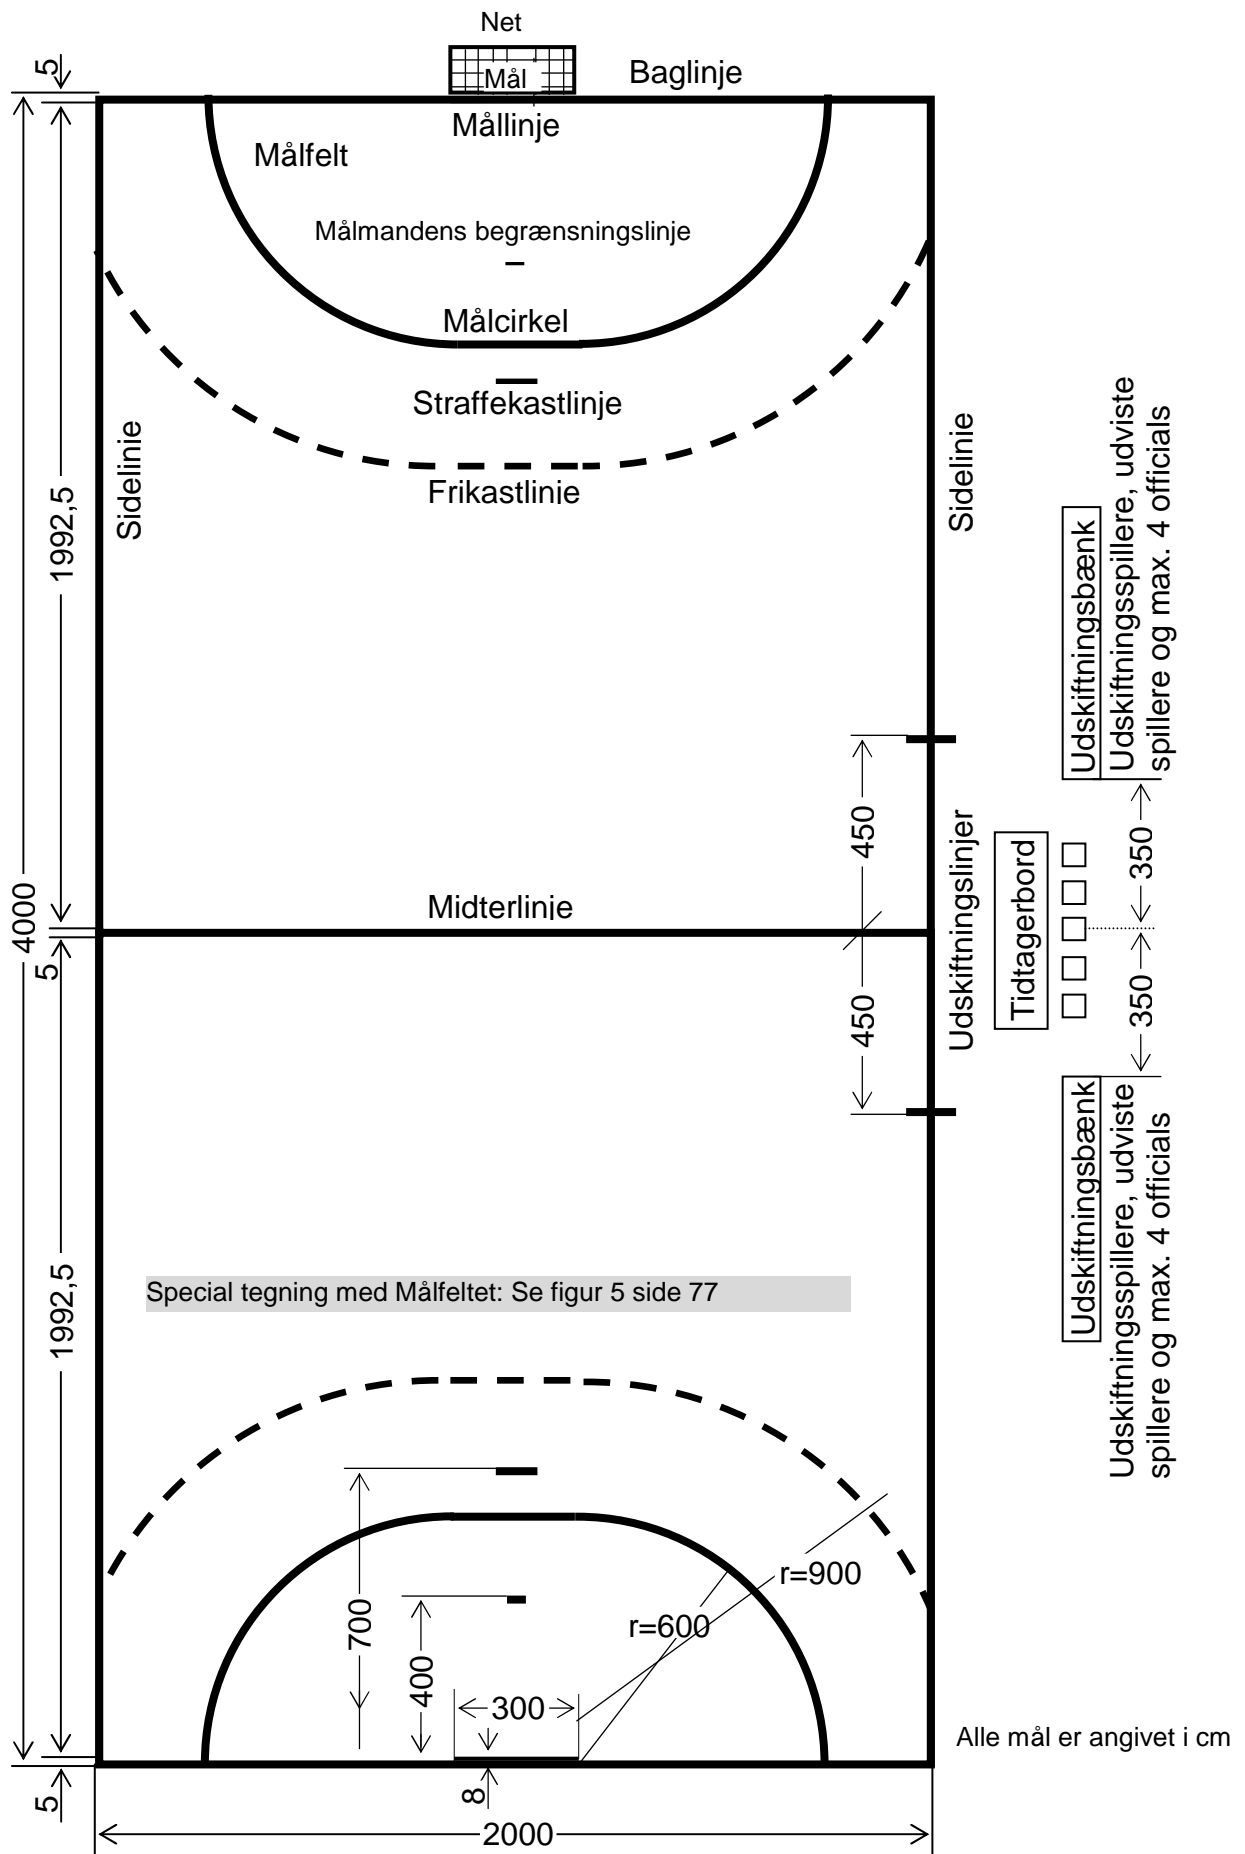 Net
Mål
Baglinje
Mållinje
Målfelt
Målmandens begrænsningslinje
Målcirkel
Straffekastlinje
Frikastlinie
Sidelinie
Sidelinie
5
1992,5
4000
5
1992,5
5
Midterlinje
450
450
Udskiftningslinjer
Tidtagerbord
Udskiftningsbænk
Udskiftningsspillere, udviste
spillere og max. 4 officials
350
350
Udskiftningsbænk
Udskiftningsspillere, udviste
spillere og max. 4 officials
Special tegning med Målfeltet: Se figur 5 side 77
r=900
r=600
700
400
300
8
2000
Alle mål er angivet i cm